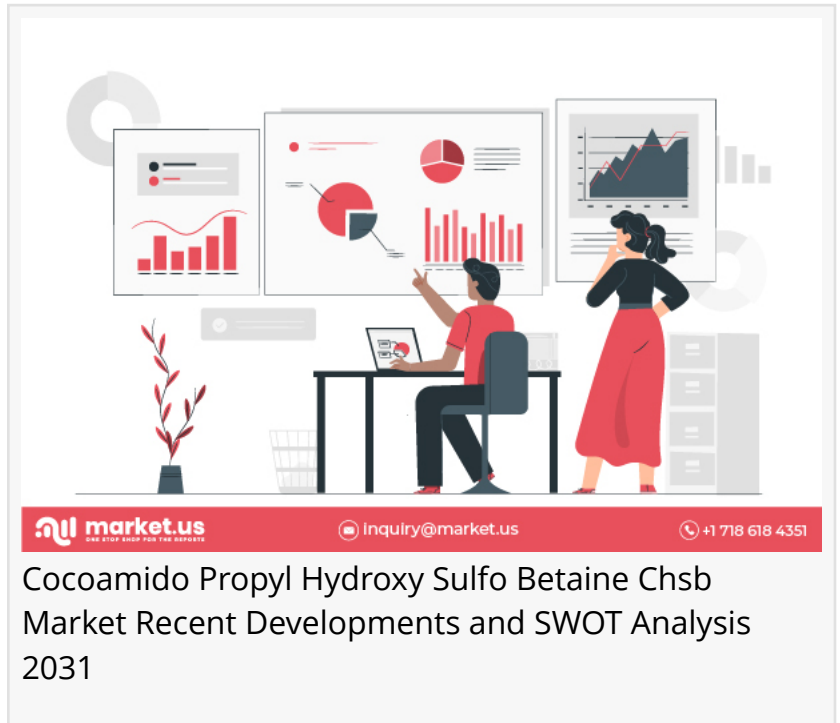 market.us
ONE STOP SHOP FOR THE REPORTS
inquiry@market.us
+1 718 618 4351
Cocoamido Propyl Hydroxy Sulfo Betaine Chsb
Market Recent Developments and SWOT Analysis
2031